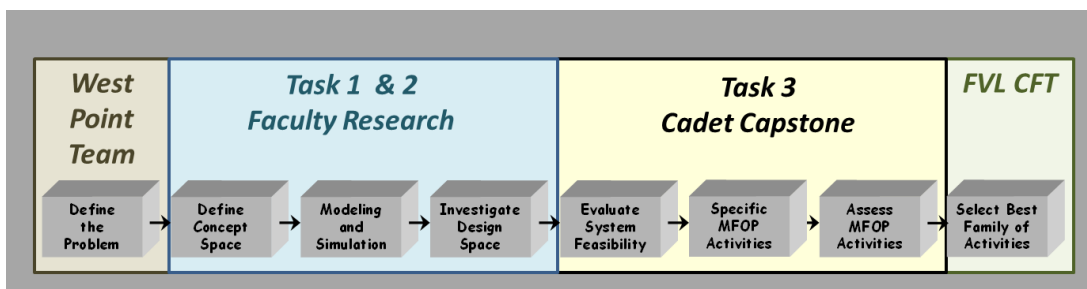 West
Point
Team
Task 1 & 2
Faculty Research
Task 3
Cadet Capstone
FVL CFT
Define
the
Problem
Define
Concept
Space
Modeling
and
Simulation
Investigate
Design
Space
Evaluate
System
Feasibility
Specific
MFOP
Activities
Assess
MFOP
Activities
Select Best
Family of
Activities